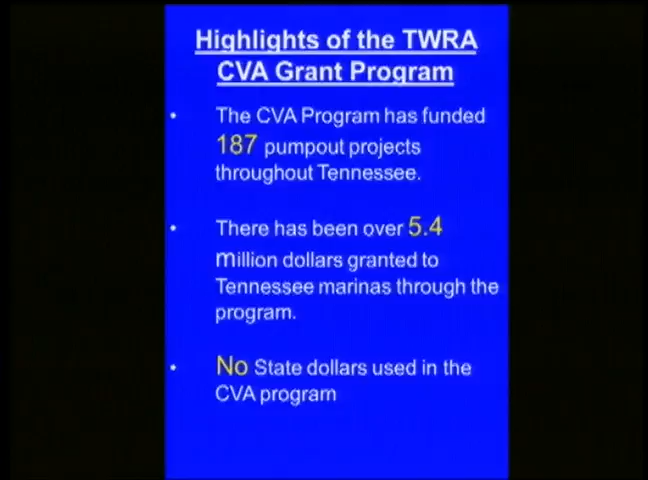 Highlights of the TWRA
CVA Grant Program
• The CVA Program has funded
187 pumpout projects
throughout Tennessee.
• There has been over 5.4
million dollars granted to
Tennessee marinas through the
program.
• No State dollars used in the
CVA program